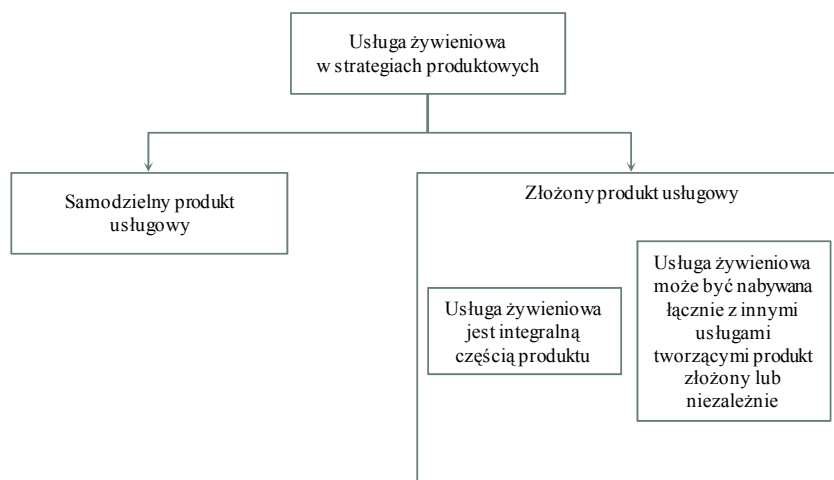 Usługa żywieniowa
w strategiach produktowych
Samodzielny produkt
usługowy
Złożony produkt usługowy
Usługa żywieniowa
jest integralną
częścią produktu
Usługa żywieniowa
może być nabywana
łącznie z innymi
usługami
tworzącymi produkt
złożony lub
niezależnie